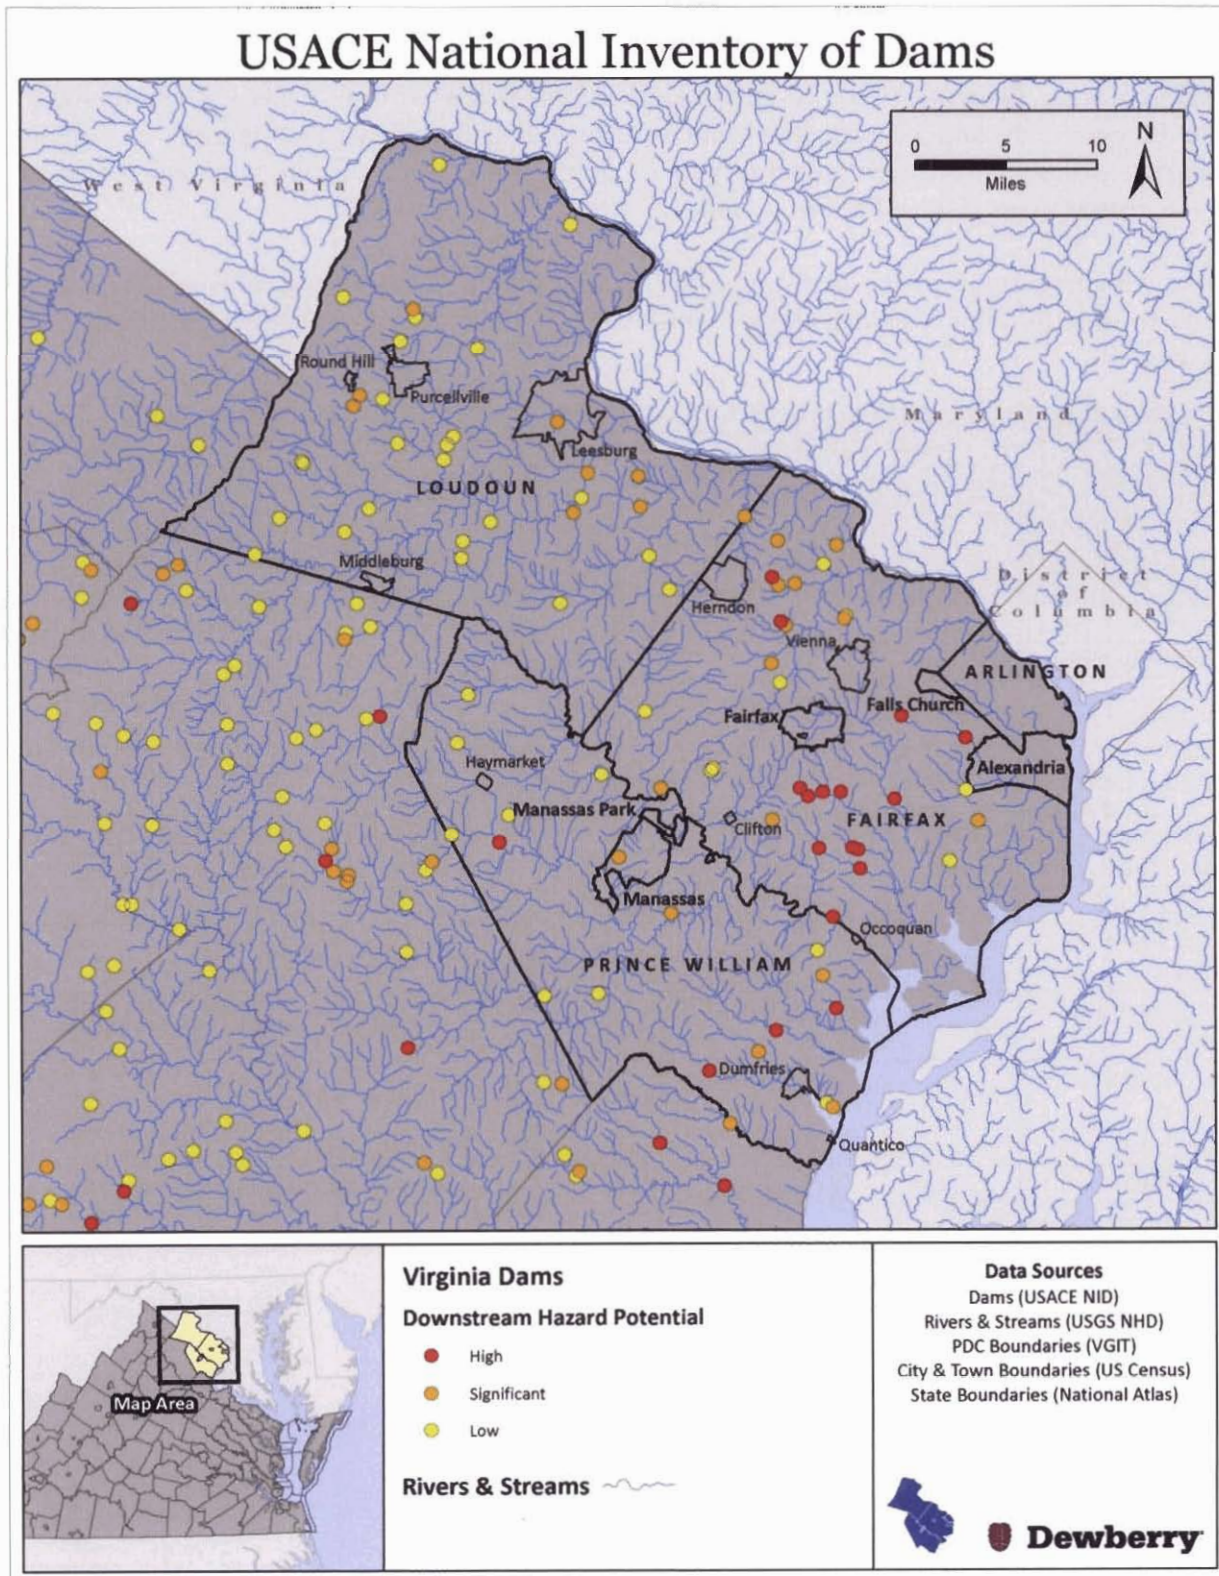 USACE National Inventory of Dams
0 5 10
Miles
N
West Virginia
Maryland
District
of
Columbia
Round Hill
Purcellville
Leesburg
LOUDOUN
Middleburg
Herndon
Vienna
ARLINGTON
Falls Church
Fairfax
Haymarket
Alexandria
Manassas Park
Clifton
FAIRFAX
Manassas
Occoquan
PRINCE WILLIAM
Dumfries
Quantico
Map Area
Virginia Dams
Downstream Hazard Potential
High
Significant
Low
Rivers & Streams
Data Sources
Dams (USACE NID)
Rivers & Streams (USGS NHD)
PDC Boundaries (VGIT)
City & Town Boundaries (US Census)
State Boundaries (National Atlas)
Dewberry